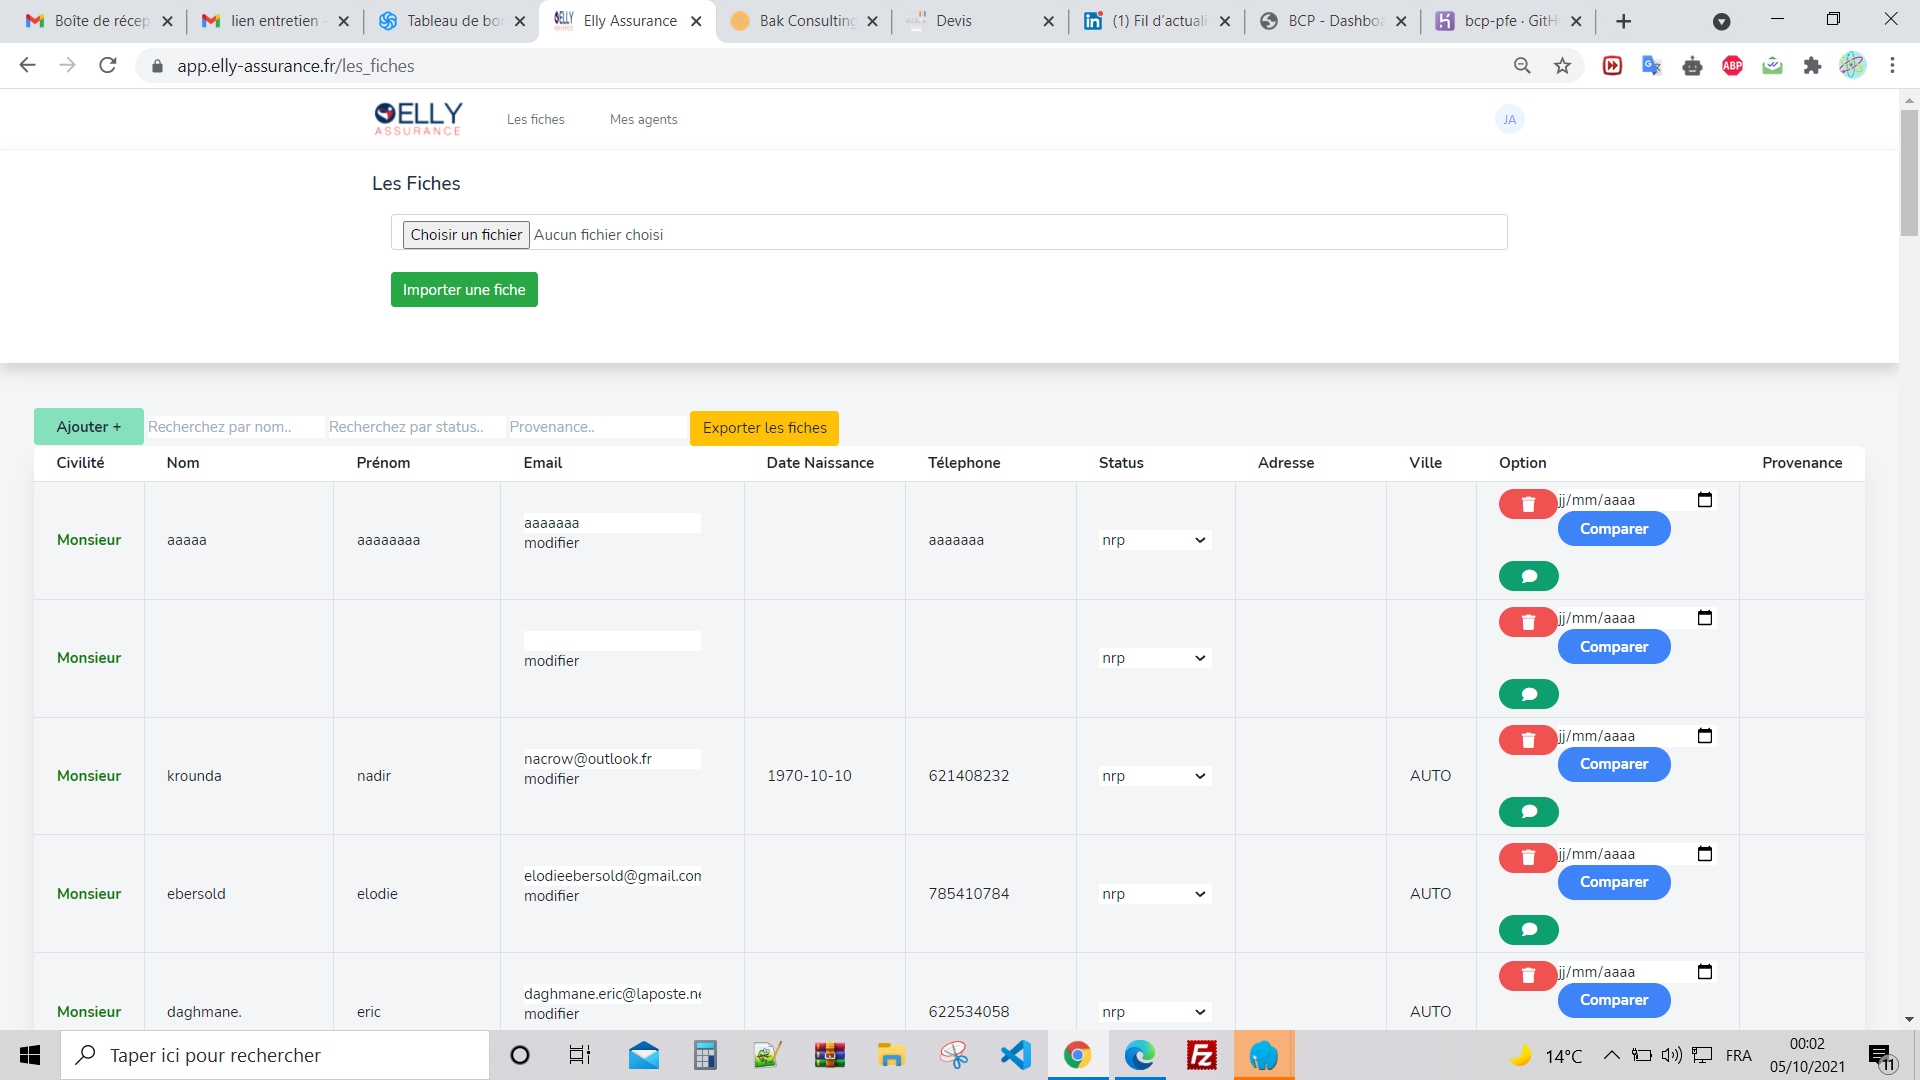 Boîte de récep
lien entretien -
Tableau de bo
Elly Assurance
Bak Consulting
Devis
(1) Fil d'actuali
BCP - Dashbo
bcp-pfe · GitH
app.elly-assurance.fr/les_fiches
ELLY
ASSURANCE
Les fiches
Mes agents
JA
Les Fiches
Choisir un fichier Aucun fichier choisi
Importer une fiche
Ajouter + Recherchez par nom.. Recherchez par status.. Provenance.. Exporter les fiches
Civilité Nom Prénom Email Date Naissance Télephone Status Adresse Ville Option Provenance
jj/mm/aaaa
aaaaaaa
Comparer
Monsieur aaaaa aaaaaaaa modifier aaaaaaa nrp
jj/mm/aaaa
Comparer
Monsieur modifier nrp
jj/mm/aaaa
nacrow@outlook.fr
Comparer
Monsieur krounda nadir modifier 1970-10-10 621408232 nrp AUTO
jj/mm/aaaa
elodieebersold@gmail.com
Comparer
Monsieur ebersold elodie modifier 785410784 nrp AUTO
jj/mm/aaaa
daghmane.eric@laposte.ne
Comparer
Monsieur daghmane. eric modifier 622534058 nrp AUTO
Taper ici pour rechercher
14°C
FRA
00:02
05/10/2021
11
ABP